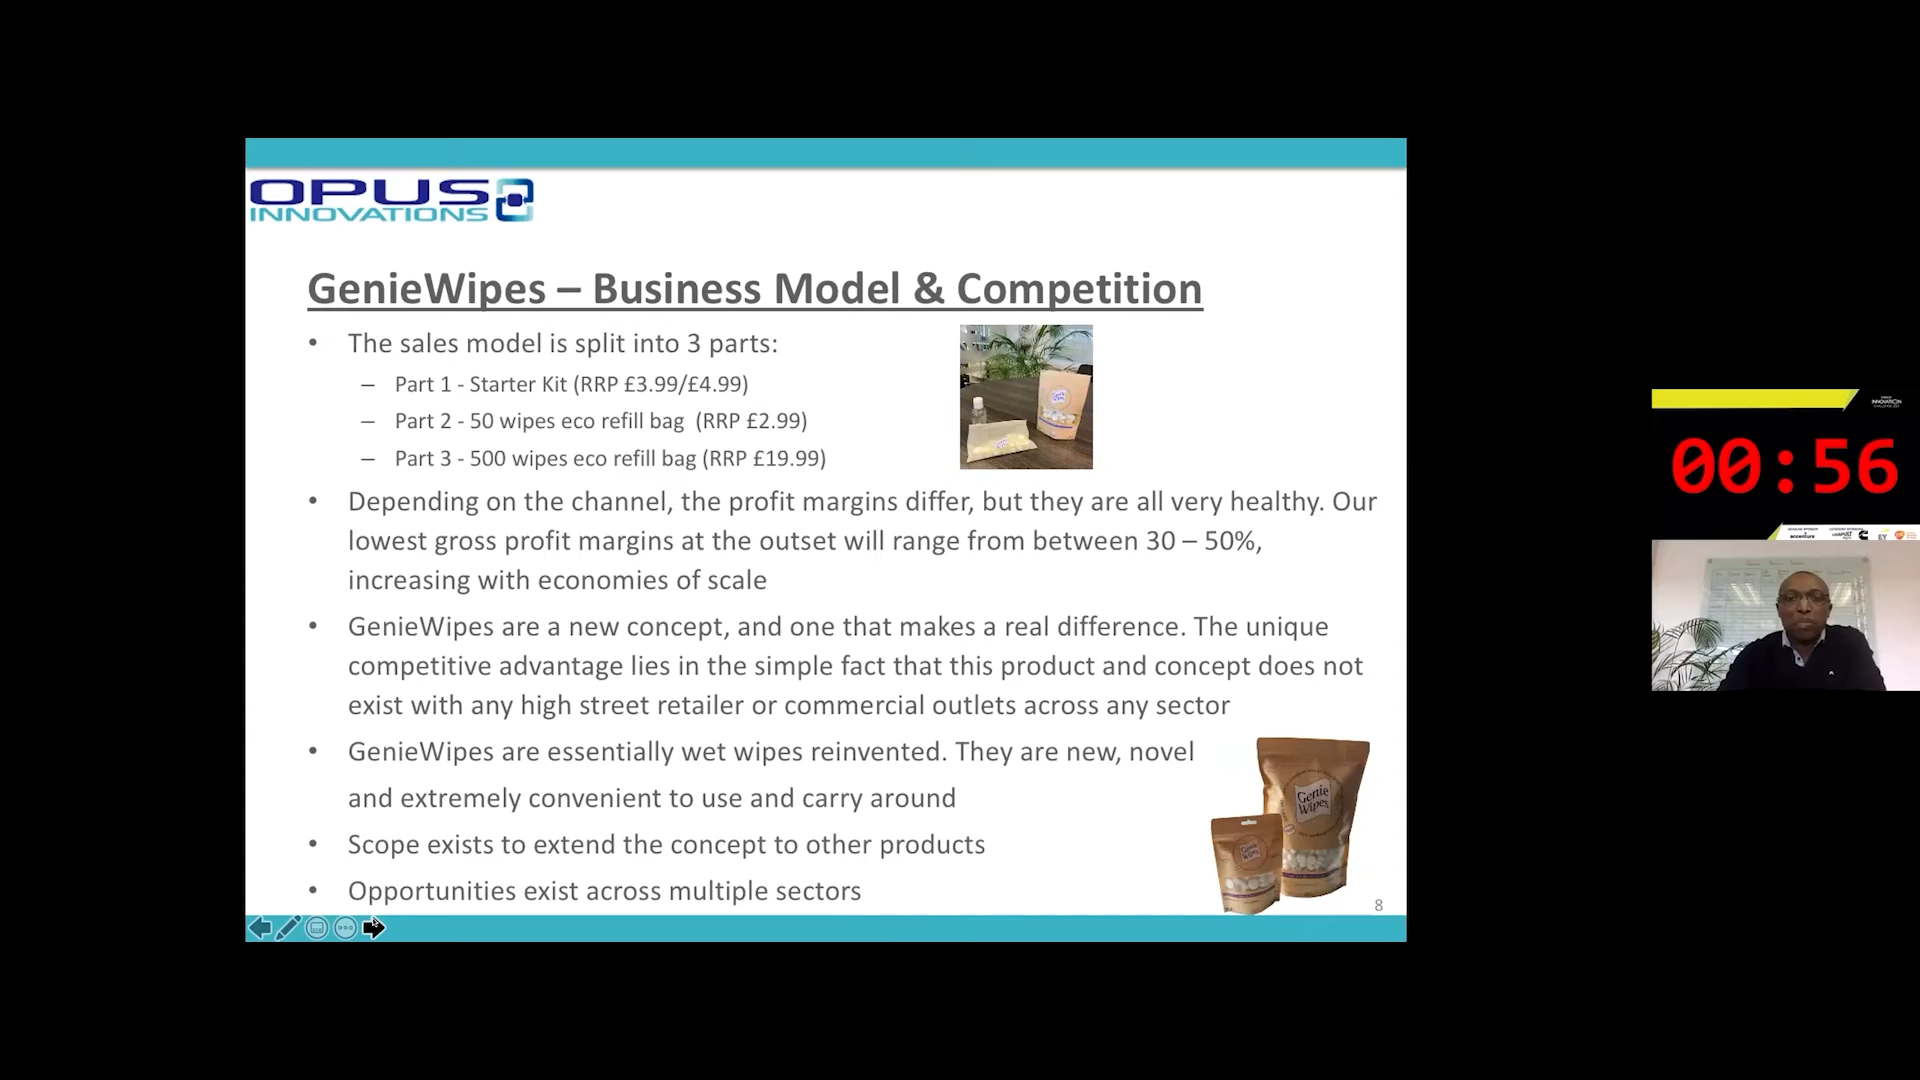 OPUS
INNOVATIONS
GenieWipes – Business Model & Competition
• The sales model is split into 3 parts:
– Part 1 - Starter Kit (RRP £3.99/£4.99)
– Part 2 - 50 wipes eco refill bag (RRP £2.99)
– Part 3 - 500 wipes eco refill bag (RRP £19.99)
• Depending on the channel, the profit margins differ, but they are all very healthy. Our
lowest gross profit margins at the outset will range from between 30 – 50%,
increasing with economies of scale
• GenieWipes are a new concept, and one that makes a real difference. The unique
competitive advantage lies in the simple fact that this product and concept does not
exist with any high street retailer or commercial outlets across any sector
• GenieWipes are essentially wet wipes reinvented. They are new, novel
and extremely convenient to use and carry around
• Scope exists to extend the concept to other products
• Opportunities exist across multiple sectors
Genie
Wipes
Genie
Wipes
8
INNOVATION
00:56
accenture
EY